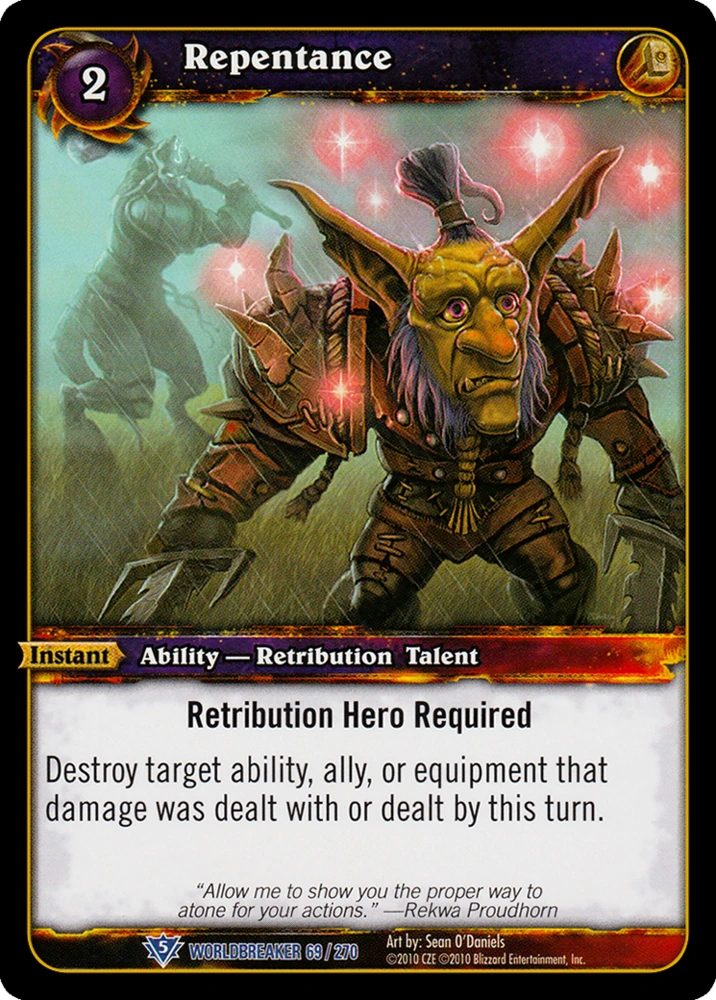 Repentance
2
Instant
Ability — Retribution Talent
Retribution Hero Required
Destroy target ability, ally, or equipment that
damage was dealt with or dealt by this turn.
“Allow me to show you the proper way to
atone for your actions.” —Rekwa Proudhorn
5
WORLDBREAKER 69 / 270
Art by: Sean O'Daniels
©2010 CZE ©2010 Blizzard Entertainment, Inc.